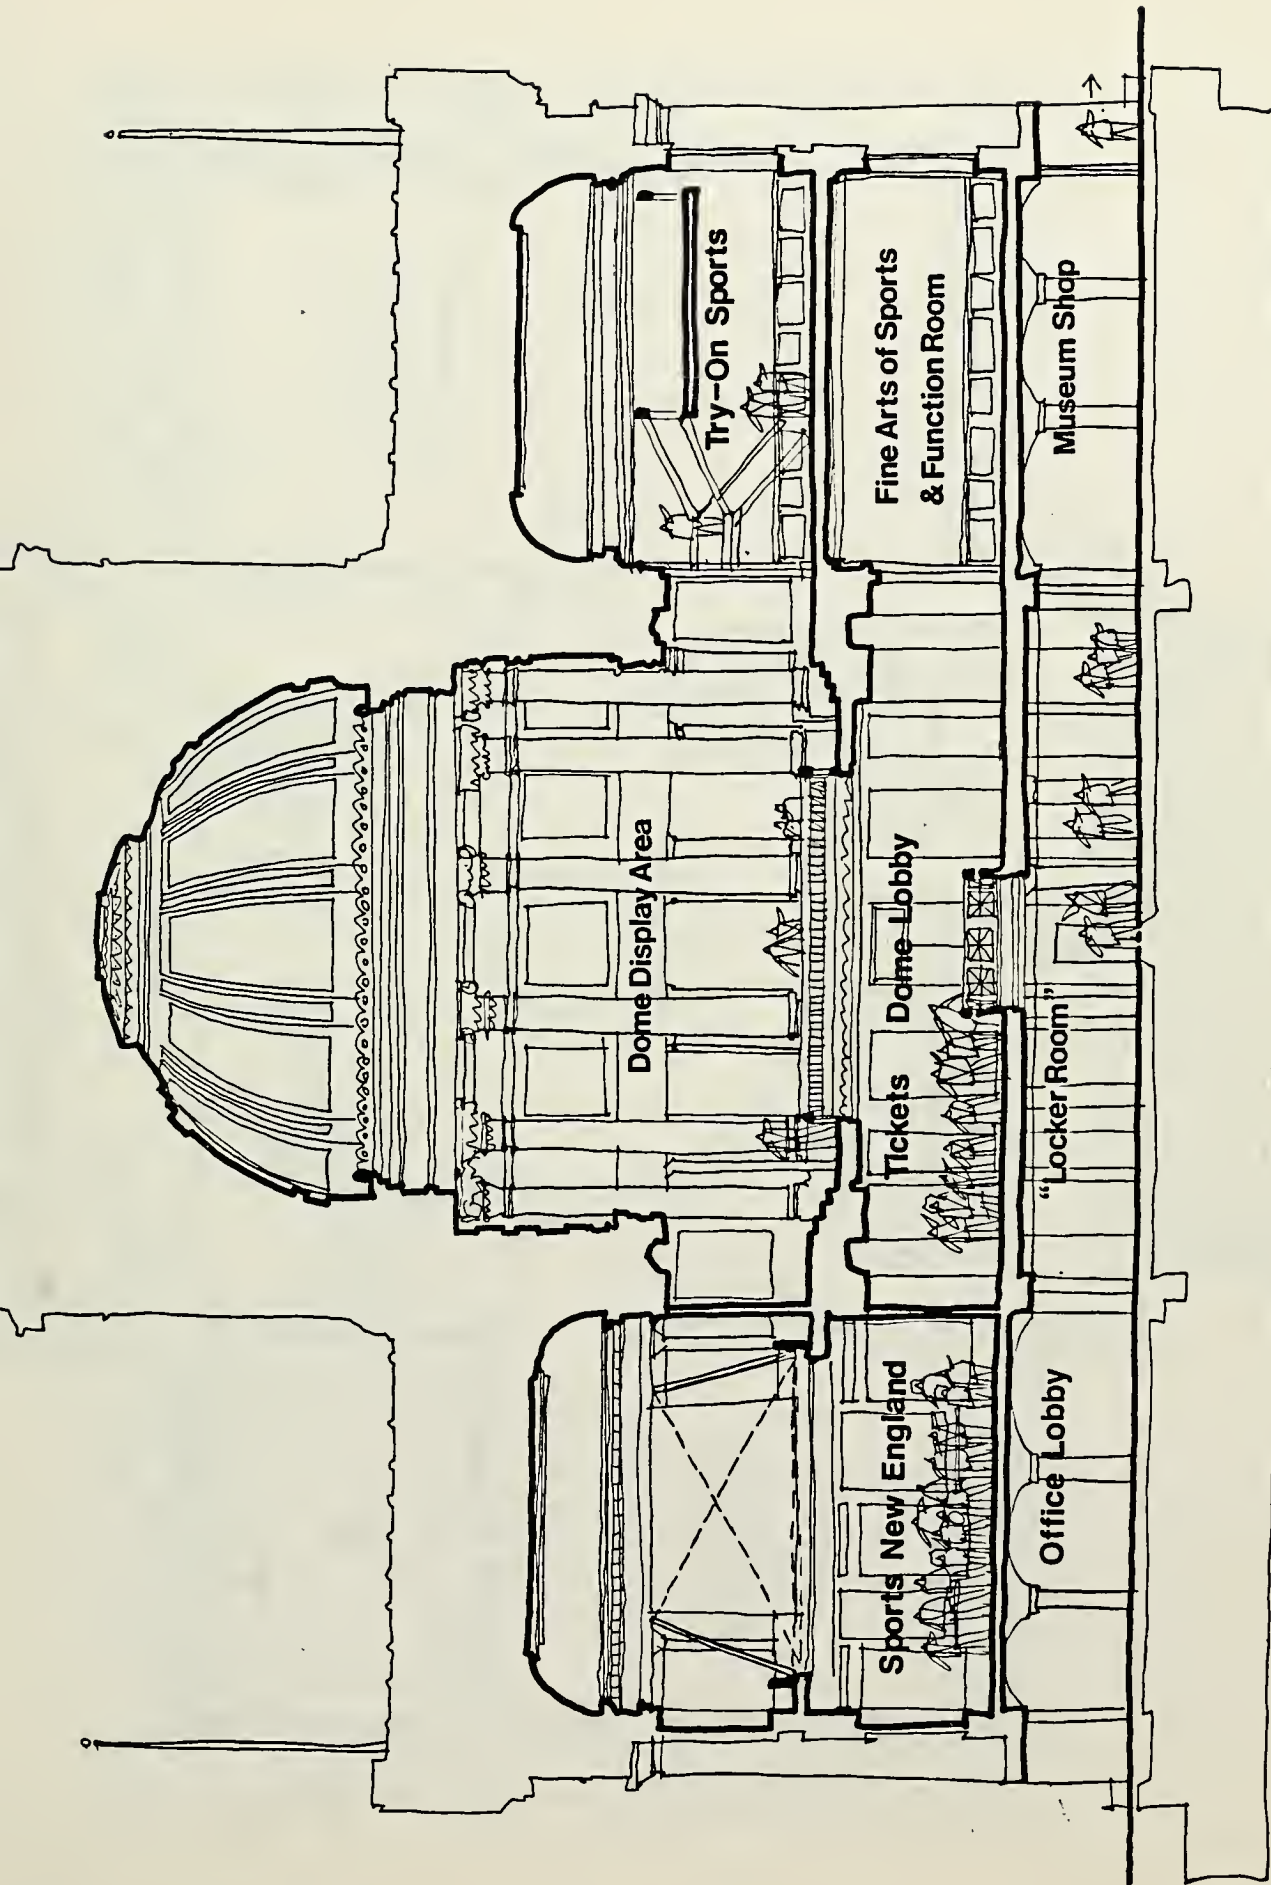 Dome Display Area
Try-On Sports
Sports New England
Tickets
Dome Lobby
Fine Arts of Sports
& Function Room
Office Lobby
"Locker Room"
Museum Shop